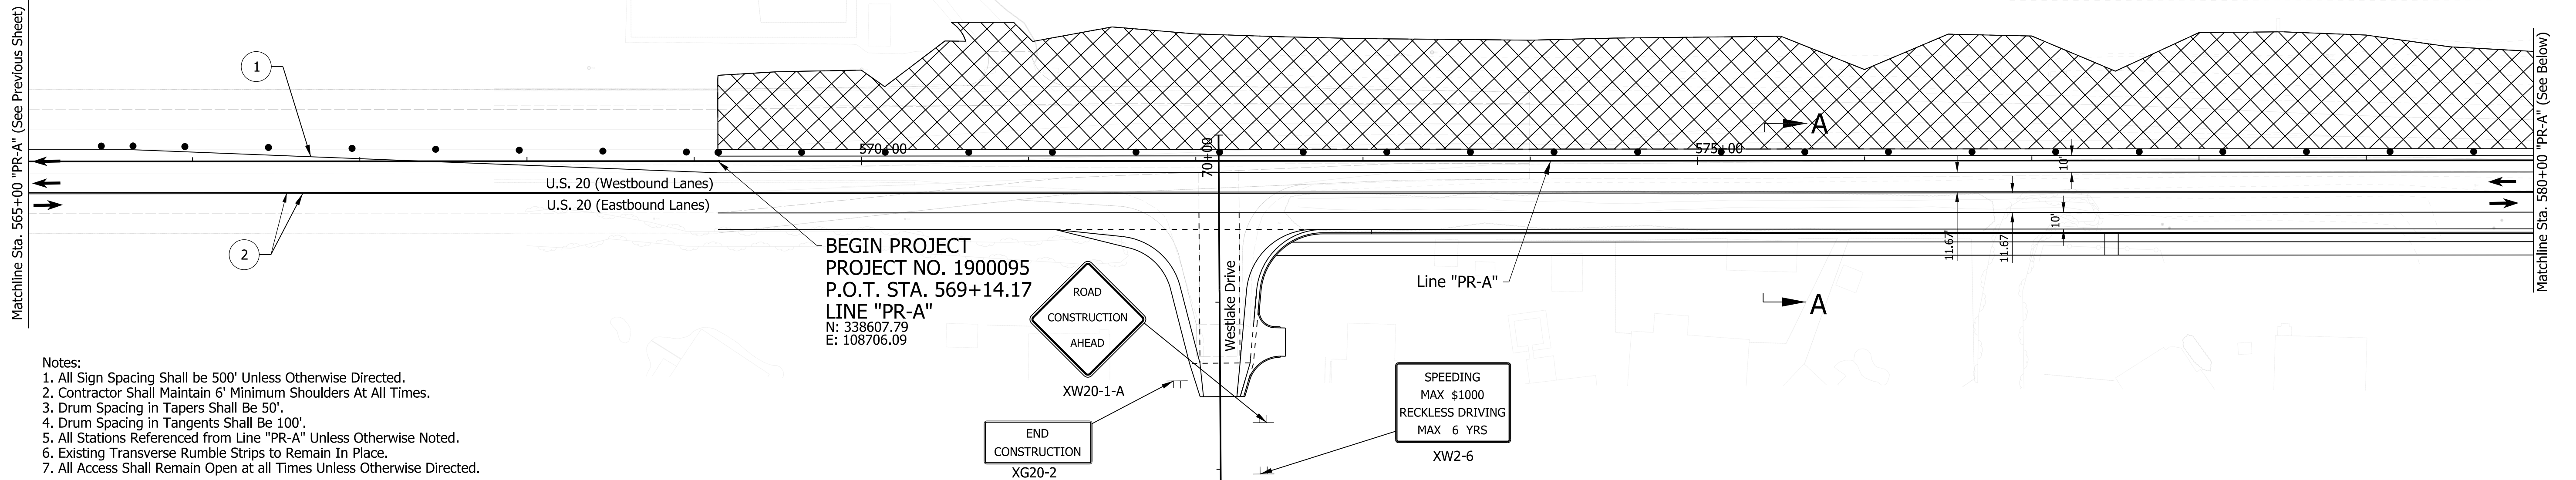 Matchline Sta. 565+00 "PR-A" (See Previous Sheet)
1
2
U.S. 20 (Westbound Lanes)
U.S. 20 (Eastbound Lanes)
570+00
575+00
70+00
A
A
10'
10'
11.67'
11.67'
BEGIN PROJECT
PROJECT NO. 1900095
P.O.T. STA. 569+14.17
LINE "PR-A"
N: 338607.79
E: 108706.09
Westlake Drive
Line "PR-A"
ROAD
CONSTRUCTION
AHEAD
XW20-1-A
END
CONSTRUCTION
XG20-2
SPEEDING
MAX $1000
RECKLESS DRIVING
MAX 6 YRS
XW2-6
Matchline Sta. 580+00 "PR-A" (See Below)
Notes:
1. All Sign Spacing Shall be 500' Unless Otherwise Directed.
2. Contractor Shall Maintain 6' Minimum Shoulders At All Times.
3. Drum Spacing in Tapers Shall Be 50'.
4. Drum Spacing in Tangents Shall Be 100'.
5. All Stations Referenced from Line "PR-A" Unless Otherwise Noted.
6. Existing Transverse Rumble Strips to Remain In Place.
7. All Access Shall Remain Open at all Times Unless Otherwise Directed.